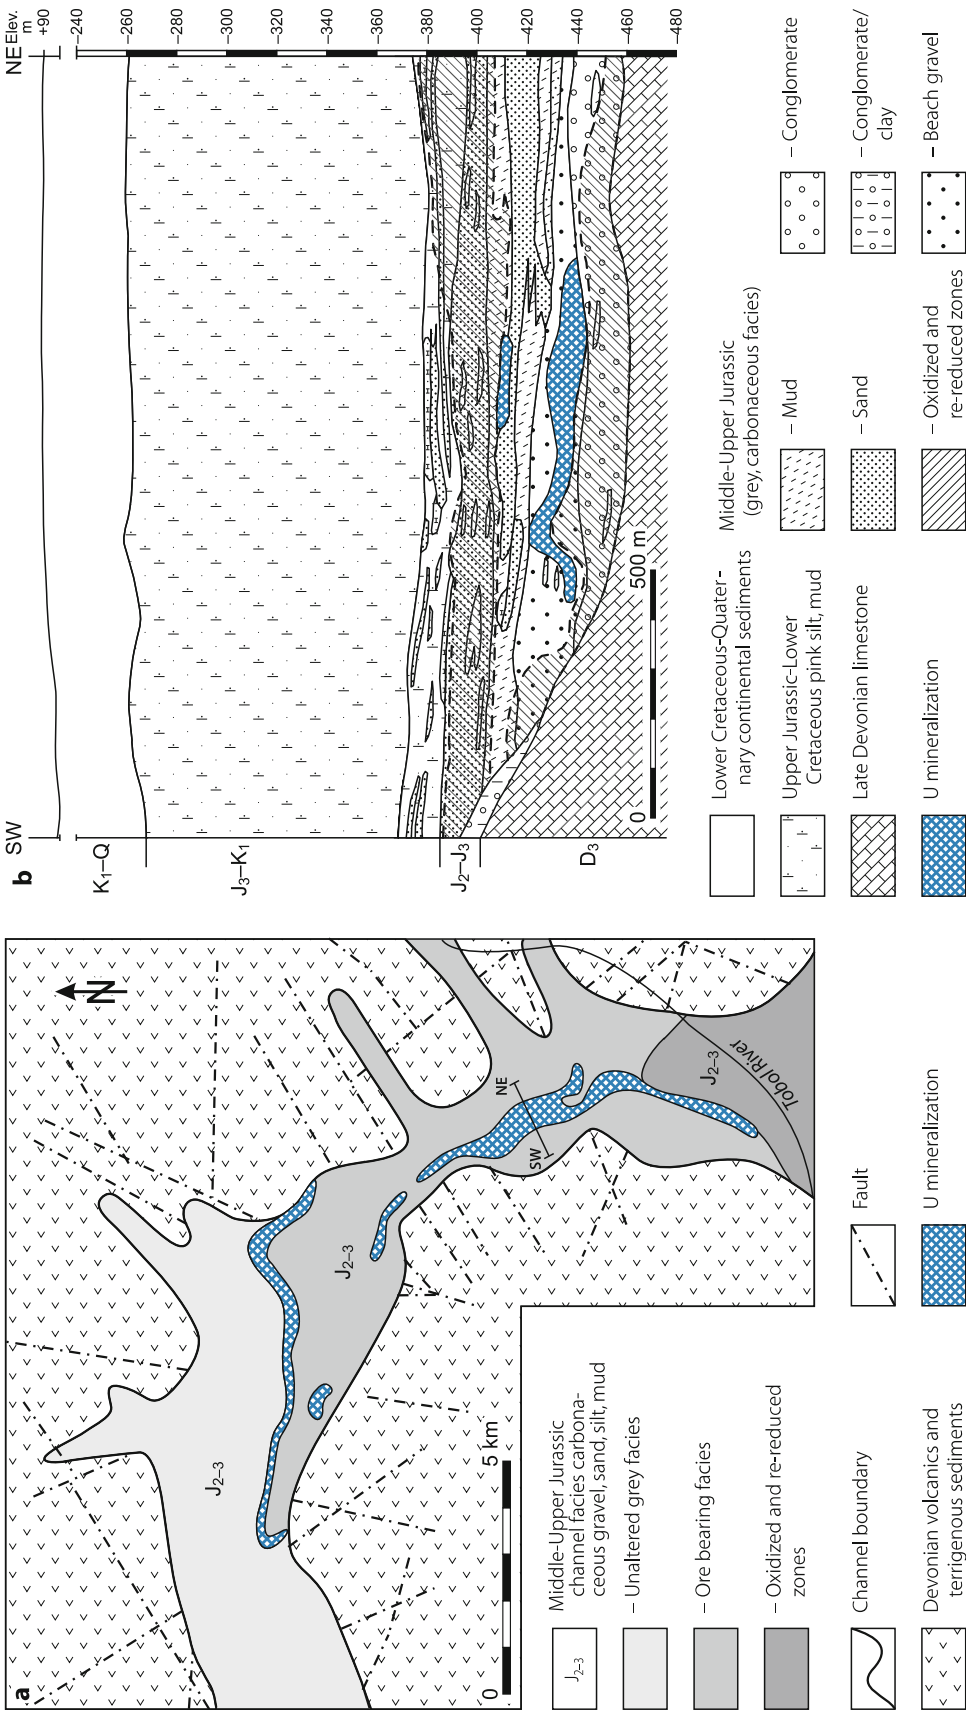 a
N
J2–3
J2–3
J2–3
SW
NE
Tobol River
0
5 km
J2–3
Middle-Upper Jurassic
channel facies carbona-
ceous gravel, sand, silt, mud
– Unaltered grey facies
– Ore bearing facies
– Oxidized and re-reduced
zones
Channel boundary
Devonian volcanics and
terrigenous sediments
Fault
U mineralization
b
SW
NE
Elev.
m
+90
–240
–260
–280
–300
–320
–340
–360
–380
–400
–420
–440
–460
–480
K1–Q
J3–K1
J2–J3
D3
0
500 m
Lower Cretaceous-Quater-
nary continental sediments
Upper Jurassic-Lower
Cretaceous pink silt, mud
Late Devonian limestone
U mineralization
Middle-Upper Jurassic
(grey, carbonaceous facies)
– Mud
– Sand
– Oxidized and
re-reduced zones
– Conglomerate
– Conglomerate/
clay
– Beach gravel